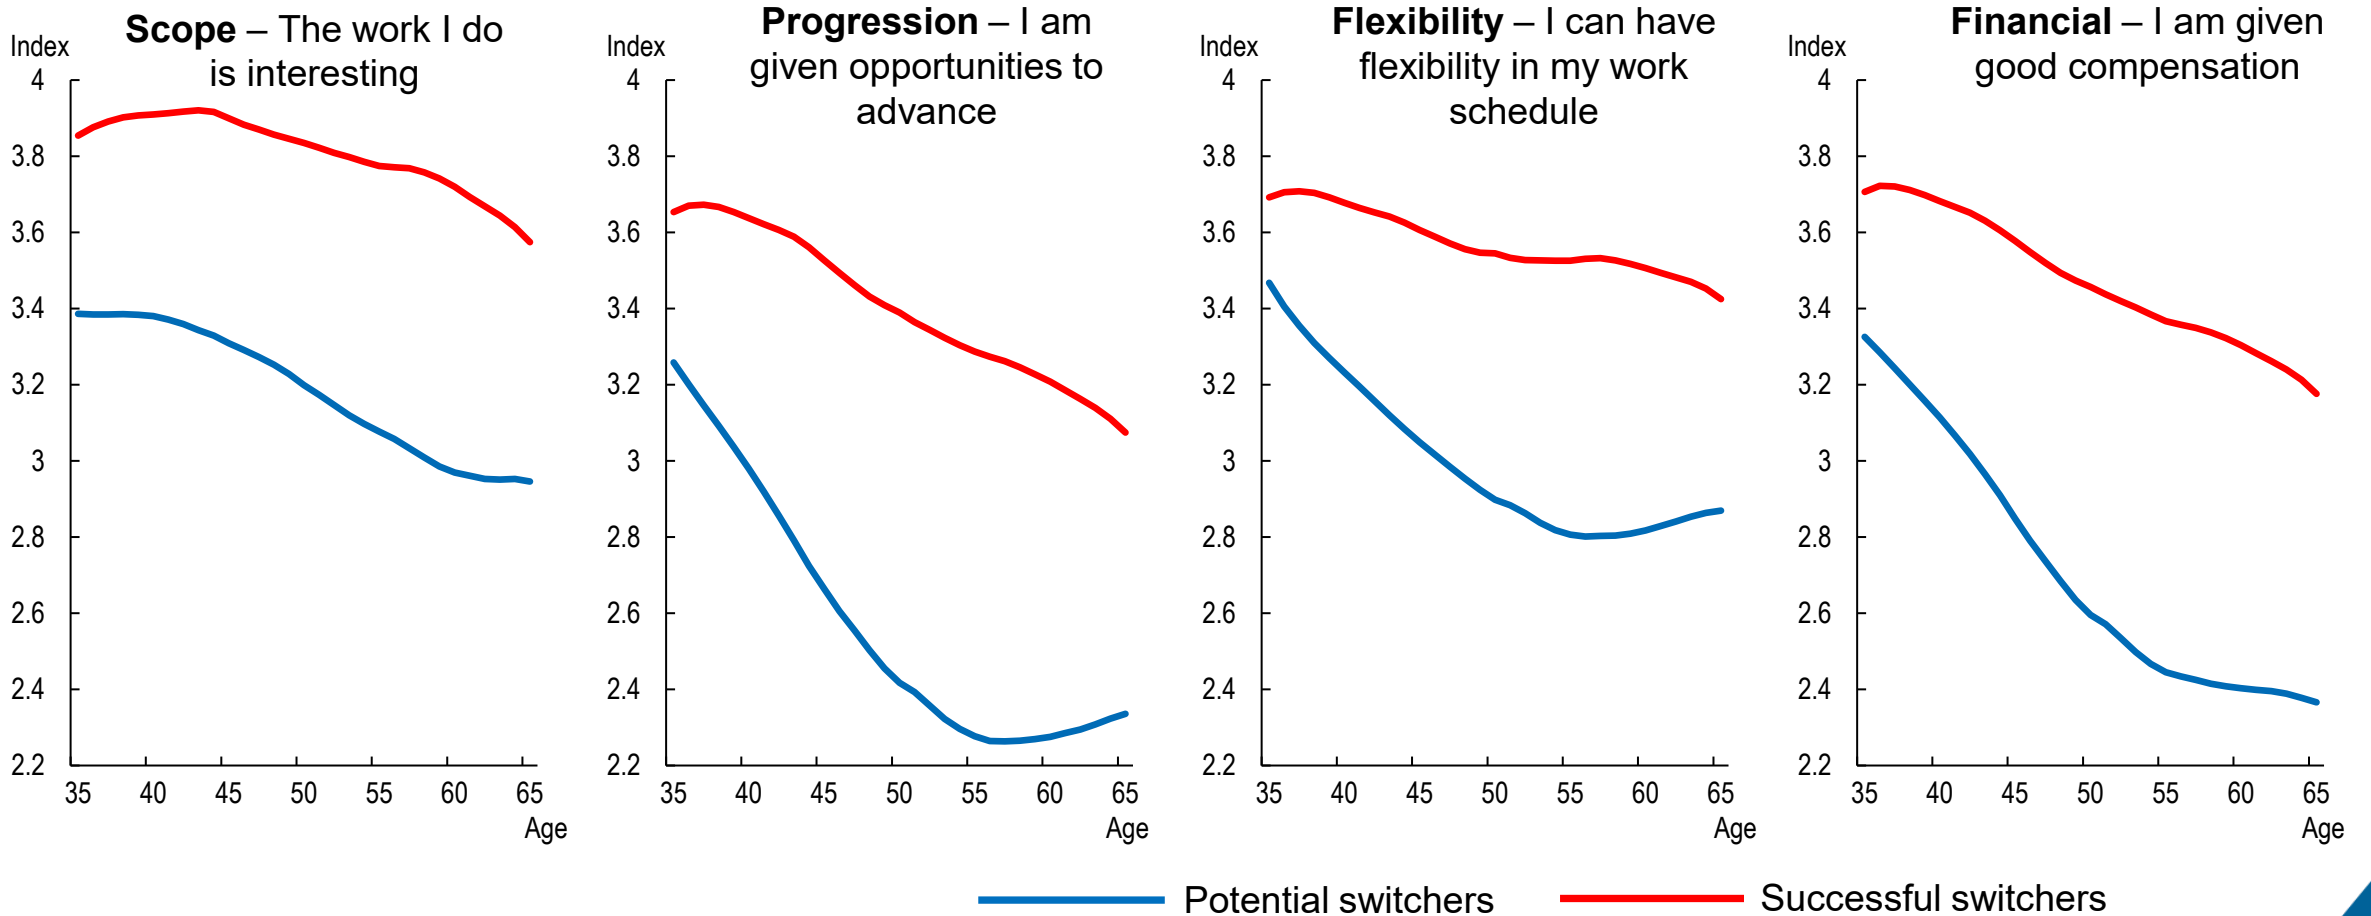 Scope – The work I do
is interesting
Index
4
3.8
3.6
3.4
3.2
3
2.8
2.6
2.4
2.2
35 40 45 50 55 60 65
Age
Progression – I am
given opportunities to
advance
Index
4
3.8
3.6
3.4
3.2
3
2.8
2.6
2.4
2.2
35 40 45 50 55 60 65
Age
Flexibility – I can have
flexibility in my work
schedule
Index
4
3.8
3.6
3.4
3.2
3
2.8
2.6
2.4
2.2
35 40 45 50 55 60 65
Age
Financial – I am given
good compensation
Index
4
3.8
3.6
3.4
3.2
3
2.8
2.6
2.4
2.2
35 40 45 50 55 60 65
Age
Potential switchers
Successful switchers